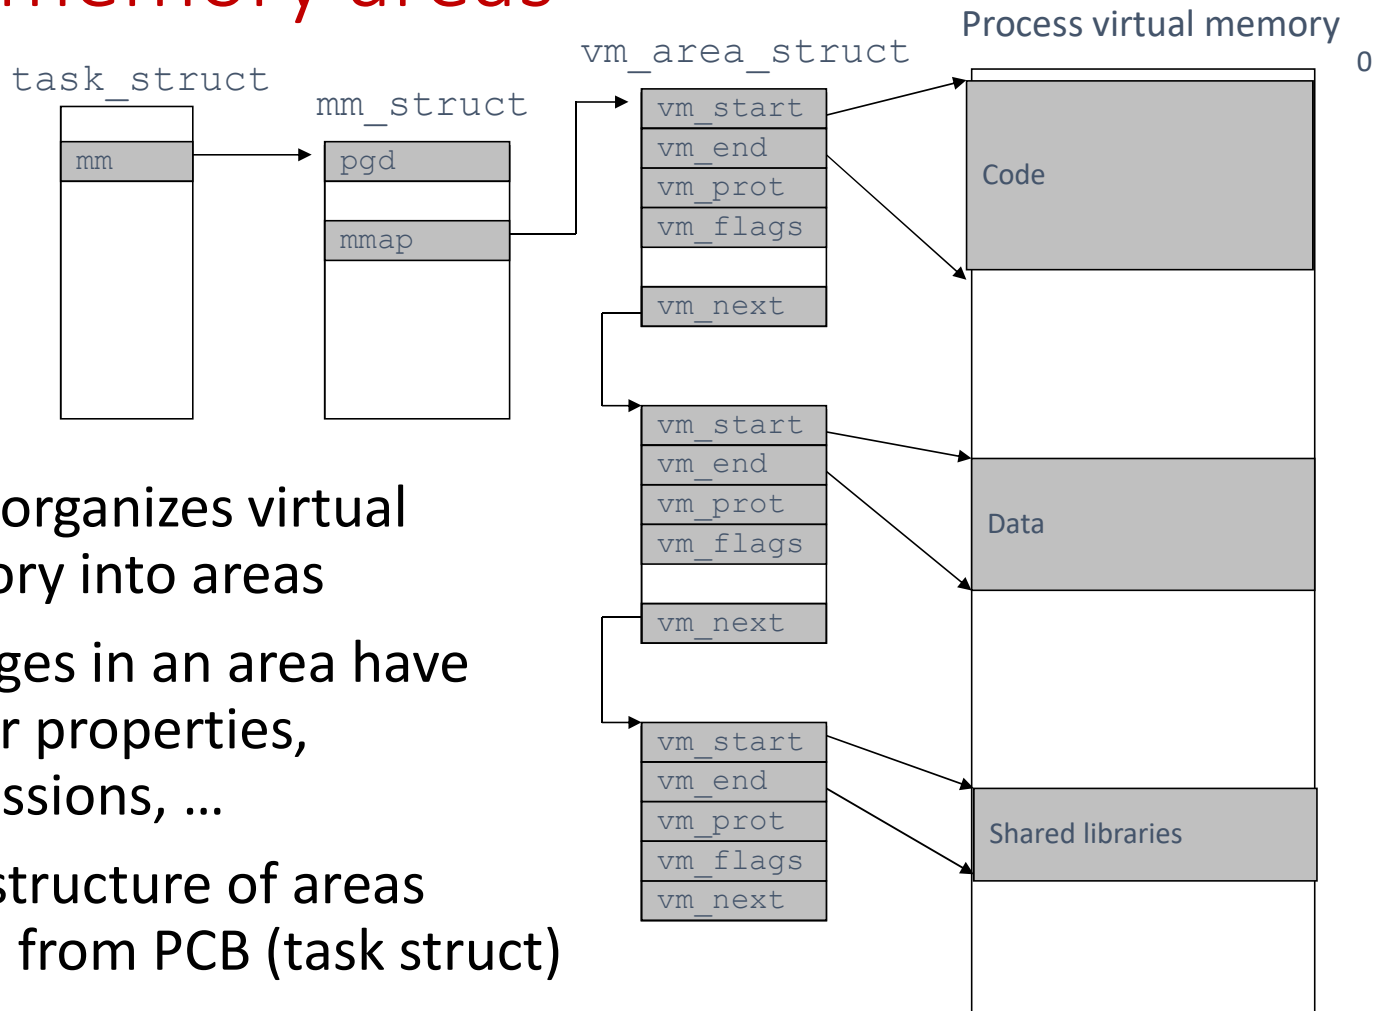 memory areas
Process virtual memory
0
task_struct
mm
mm_struct
pgd
mmap
vm_area_struct
vm_start
vm_end
vm_prot
vm_flags
vm_next
vm_start
vm_end
vm_prot
vm_flags
vm_next
vm_start
vm_end
vm_prot
vm_flags
vm_next
Code
Data
Shared libraries
organizes virtual
ory into areas
ges in an area have
r properties,
ssions, …
structure of areas
from PCB (task struct)